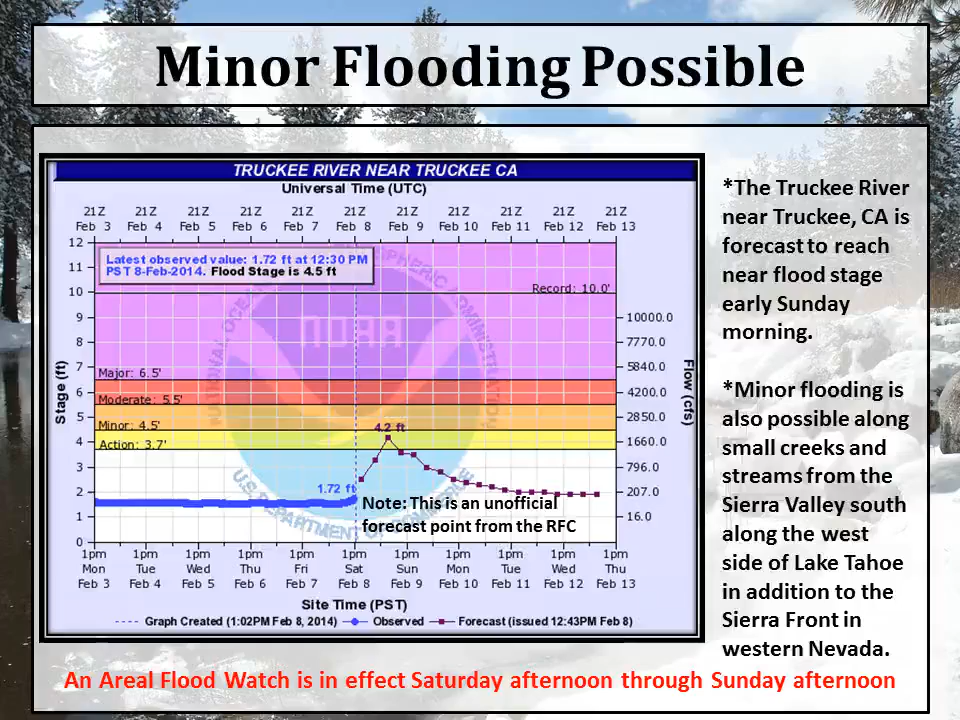 Minor Flooding Possible
TRUCKEE RIVER NEAR TRUCKEE CA
Universal Time (UTC)
21Z 21Z 21Z 21Z 21Z 21Z 21Z 21Z 21Z 21Z 21Z
Feb 3 Feb 4 Feb 5 Feb 6 Feb 7 Feb 8 Feb 9 Feb 10 Feb 11 Feb 12 Feb 13
Latest observed value: 1.72 ft at 12:30 PM
PST 8-Feb-2014. Flood Stage is 4.5 ft
Record: 10.0'
Major: 6.5'
Moderate: 5.5'
Minor: 4.5'
Action: 3.7'
4.2 ft
1.72 ft
Note: This is an unofficial
forecast point from the RFC
NATIONAL OCEANIC AND ATMOSPHERIC ADMINISTRATION
NOAA
U.S. DEPARTMENT OF COMMERCE
Stage (ft)
12
11
10
9
8
7
6
5
4
3
2
1
0
Flow (cfs)
10000.0
7770.0
5840.0
4200.0
2850.0
1660.0
796.0
207.0
16.0
1pm 1pm 1pm 1pm 1pm 1pm 1pm 1pm 1pm 1pm 1pm
Mon Tue Wed Thu Fri Sat Sun Mon Tue Wed Thu
Feb 3 Feb 4 Feb 5 Feb 6 Feb 7 Feb 8 Feb 9 Feb 10 Feb 11 Feb 12 Feb 13
Site Time (PST)
Graph Created (1:02PM Feb 8, 2014) Observed Forecast (issued 12:43PM Feb 8)
*The Truckee River
near Truckee, CA is
forecast to reach
near flood stage
early Sunday
morning.
*Minor flooding is
also possible along
small creeks and
streams from the
Sierra Valley south
along the west
side of Lake Tahoe
in addition to the
Sierra Front in
western Nevada.
An Areal Flood Watch is in effect Saturday afternoon through Sunday afternoon